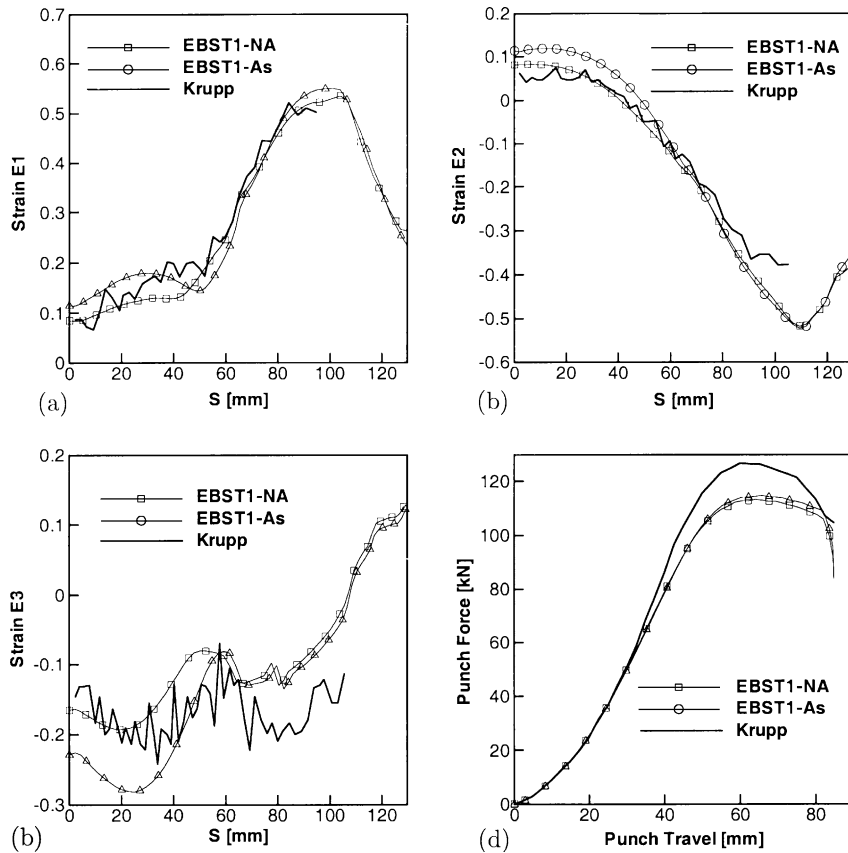 EBST1-NA
EBST1-As
Krupp
0.6
0.5
0.4
0.3
0.2
0.1
0
Strain E1
0 20 40 60 80 100 120
S [mm]
(a)
EBST1-NA
EBST1-As
Krupp
0.2
0.1
0
-0.1
-0.2
-0.3
-0.4
-0.5
-0.6
Strain E2
0 20 40 60 80 100 120
S [mm]
(b)
EBST1-NA
EBST1-As
Krupp
0.2
0.1
0
-0.1
-0.2
-0.3
Strain E3
0 20 40 60 80 100 120
S [mm]
(b)
EBST1-NA
EBST1-As
Krupp
120
100
80
60
40
20
0
Punch Force [kN]
0 20 40 60 80
Punch Travel [mm]
(d)